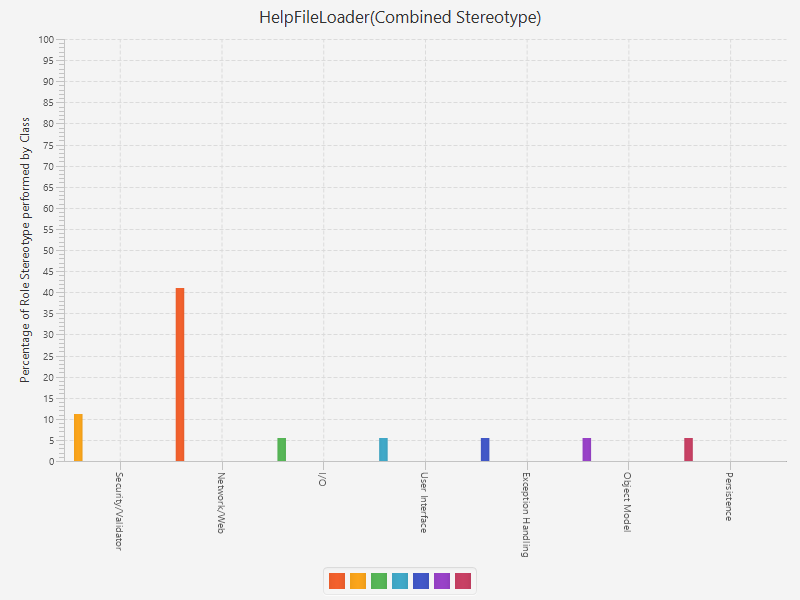 HelpFileLoader(Combined Stereotype)
Percentage of Role Stereotype performed by Class
100
95
90
85
80
75
70
65
60
55
50
45
40
35
30
25
20
15
10
5
0
Security/Validator
Network/Web
I/O
User Interface
Exception Handling
Object Model
Persistence